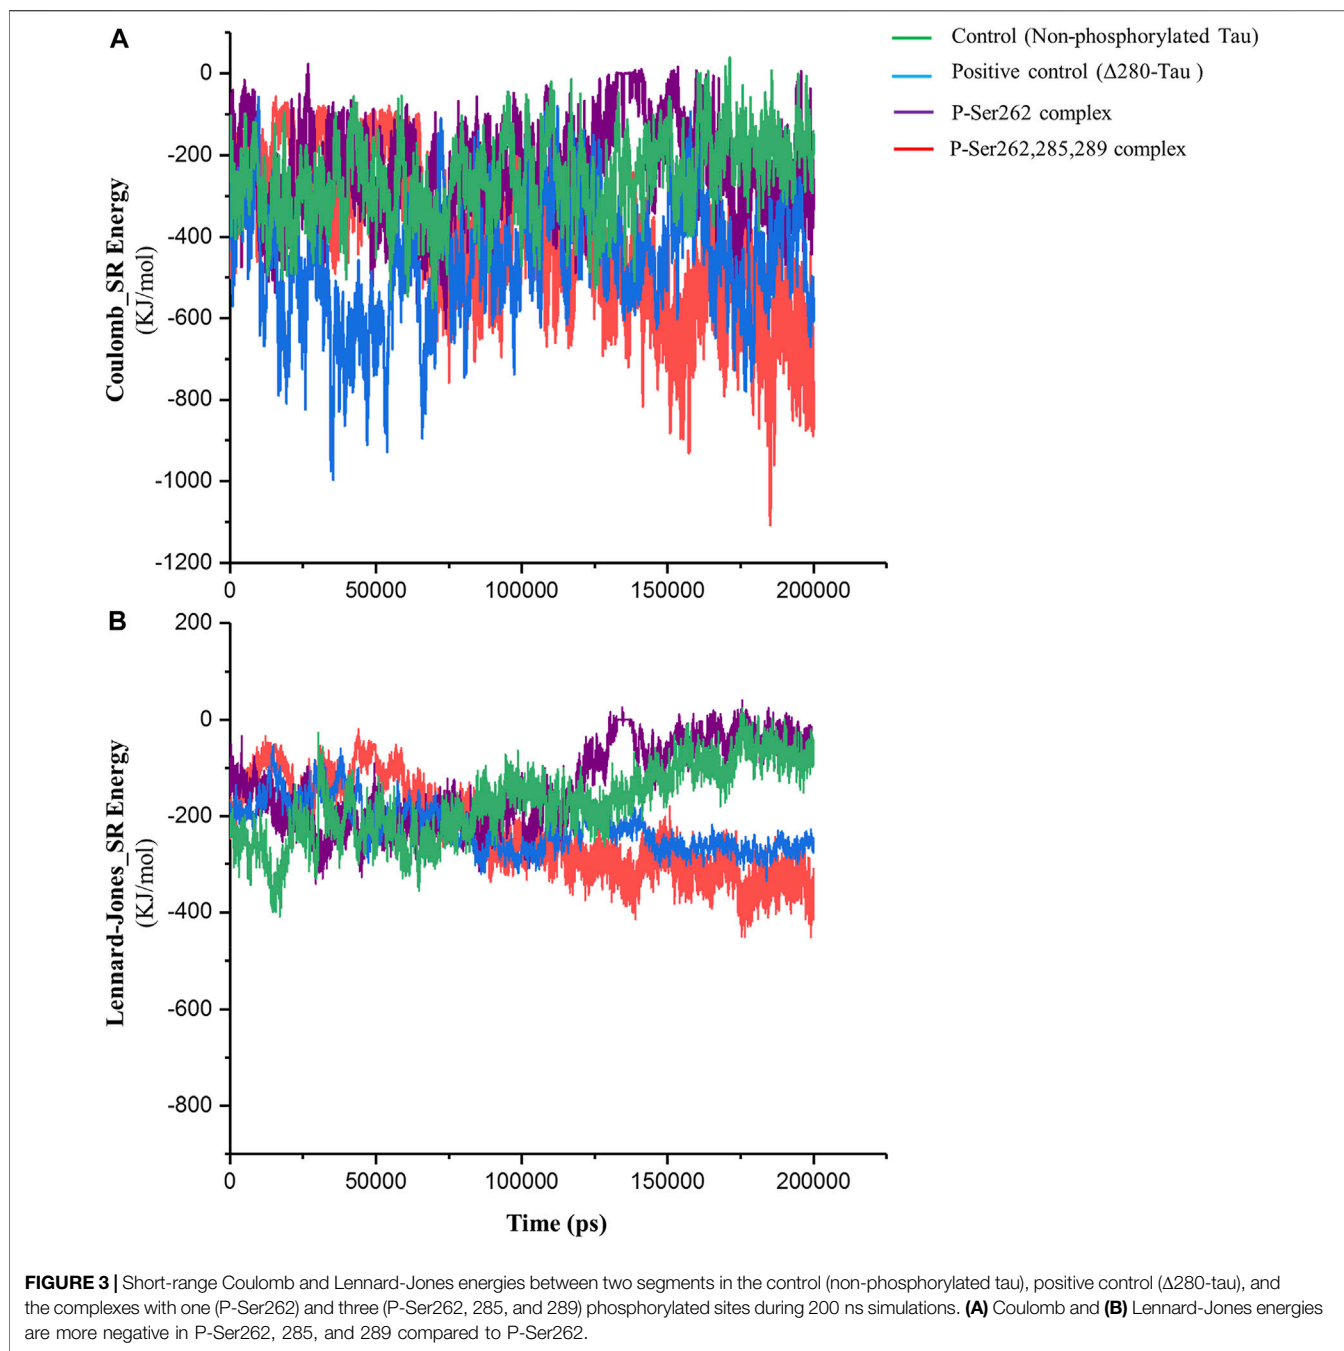 A
Control (Non-phosphorylated Tau)
Positive control (Δ280-Tau )
P-Ser262 complex
P-Ser262,285,289 complex
Coulomb_SR Energy
(KJ/mol)
0
-200
-400
-600
-800
-1000
-1200
0
50000
100000
150000
200000
B
Lennard-Jones_SR Energy
(KJ/mol)
200
0
-200
-400
-600
-800
0
50000
100000
150000
200000
Time (ps)
FIGURE 3 | Short-range Coulomb and Lennard-Jones energies between two segments in the control (non-phosphorylated tau), positive control (Δ280-tau), and
the complexes with one (P-Ser262) and three (P-Ser262, 285, and 289) phosphorylated sites during 200 ns simulations. (A) Coulomb and (B) Lennard-Jones energies
are more negative in P-Ser262, 285, and 289 compared to P-Ser262.